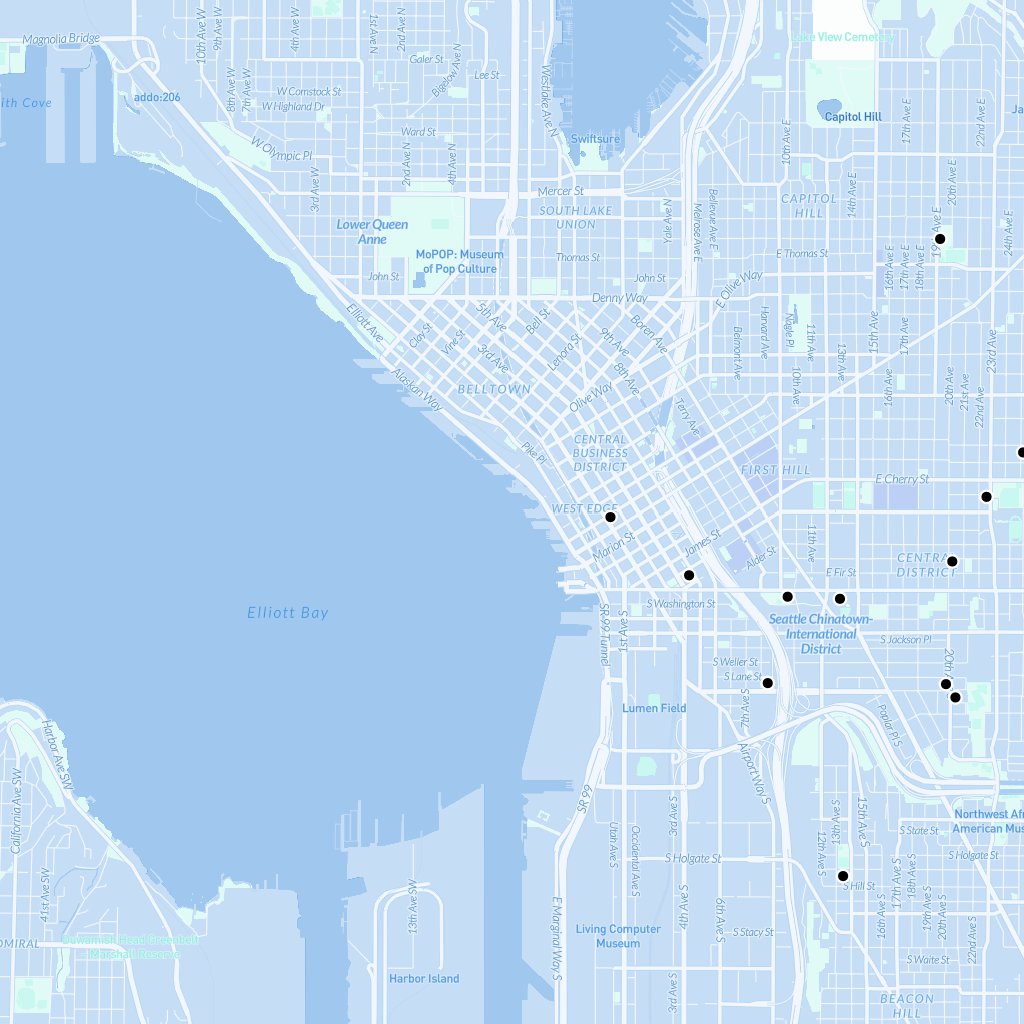 Magnolia Bridge
10th Ave W
9th Ave W
4th Ave W
1st Ave N
2nd Ave N
Galer St
Bigelow Ave N
Lee St
Westlake Ave N
Lake View Cemetery
ith Cove
addo:206
8th Ave W
7th Ave W
W Comstock St
W Highland Dr
Ward St
W Olympic Pl
2nd Ave N
4th Ave N
3rd Ave W
Swiftsure
Capitol Hill
17th Ave E
22nd Ave E
Ja
10th Ave E
Mercer St
SOUTH LAKE
UNION
Yale Ave N
Melrose Ave E
Bellevue Ave E
CAPITOL
HILL
14th Ave E
20th Ave E
19th Ave E
24th Ave E
Lower Queen
Anne
MoPOP: Museum
of Pop Culture
John St
Thomas St
John St
E Thomas St
16th Ave E
17th Ave E
18th Ave E
Denny Way
E Olive Way
Elliott Ave
Clay St
Vine St
5th Ave
Bell St
3rd Ave
Lenora St
9th Ave
8th Ave
Boren Ave
Belmont Ave
Harvard Ave
Nagle Pl
11th Ave
10th Ave
13th Ave
15th Ave
17th Ave
16th Ave
23rd Ave
20th Ave
21st Ave
22nd Ave
Alaskan Way
BELLTOWN
Olive Way
Terry Ave
Pike Pl
CENTRAL
BUSINESS
DISTRICT
FIRST HILL
E Cherry St
WEST EDGE
Marion St
James St
Alder St
11th Ave
E Fir St
CENTRAL
DISTRICT
Elliott Bay
SR 99 Tunnel
1st Ave S
S Washington St
Seattle Chinatown-
International
District
S Jackson Pl
S Weller St
S Lane St
7th Ave S
20th A
Lumen Field
Poplar Pl S
Airport Way S
Harbor Ave SW
California Ave SW
41st Ave SW
SR 99
Utah Ave S
Occidental Ave S
3rd Ave S
S Holgate St
12th Ave S
13th Ave S
15th Ave S
Northwest Afri
American Mus
S State St
S Holgate St
S Hill St
16th Ave S
17th Ave S
18th Ave S
19th Ave S
20th Ave S
22nd Ave S
4th Ave S
6th Ave S
3rd Ave S
E Marginal Way S
13th Ave SW
DMIRAL
Duwamish Head Greenbelt
Marshall Reserve
Living Computer
Museum
S Stacy St
S Waite St
Harbor Island
BEACON
HILL